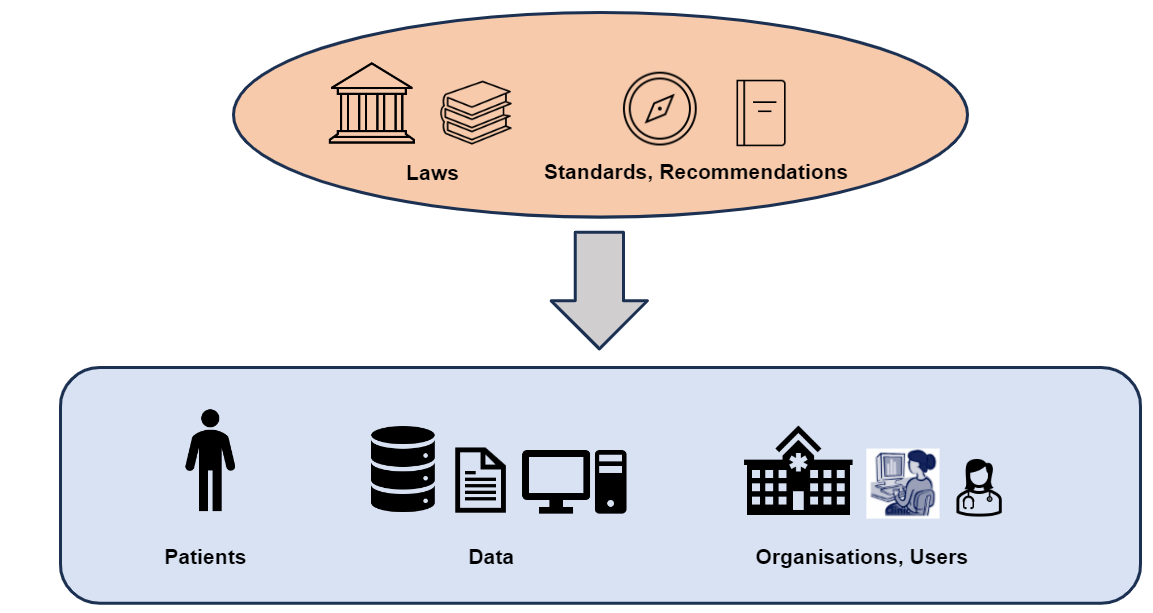 Laws
Standards, Recommendations
Patients
Data
Organisations, Users